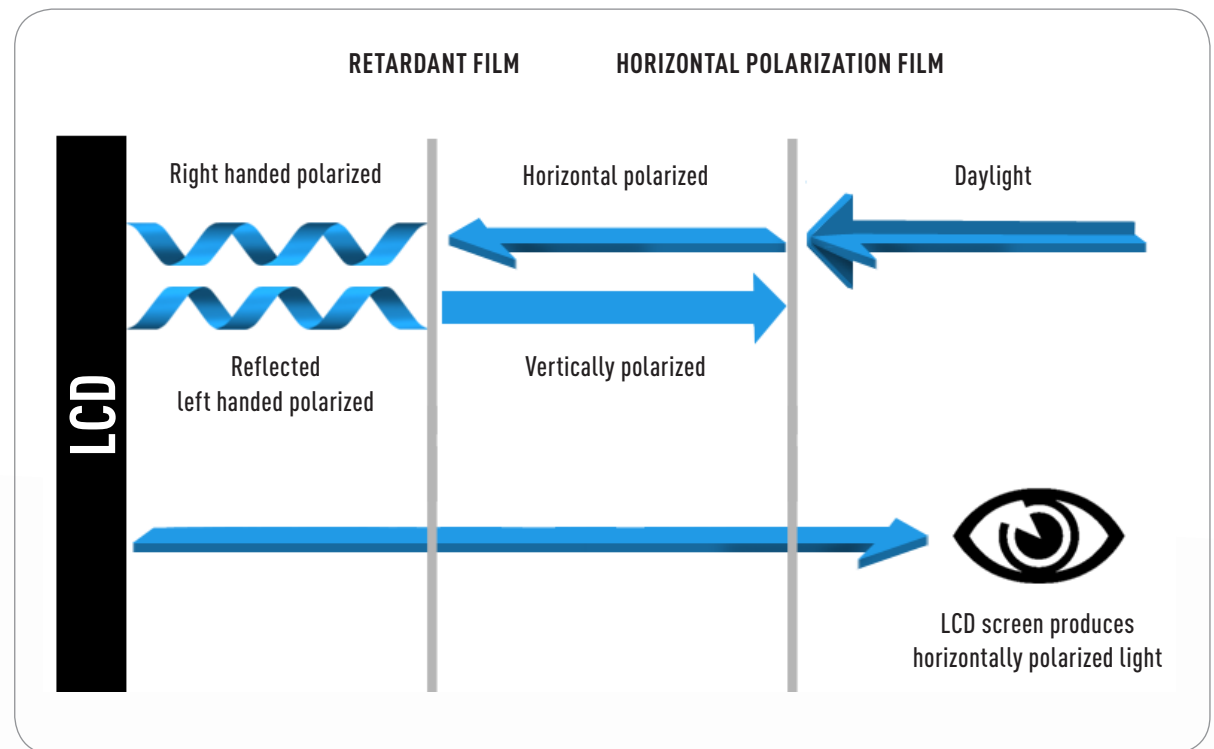 RETARDANT FILM
HORIZONTAL POLARIZATION FILM
Right handed polarized
Horizontal polarized
Daylight
Reflected
left handed polarized
Vertically polarized
LCD
LCD screen produces
horizontally polarized light